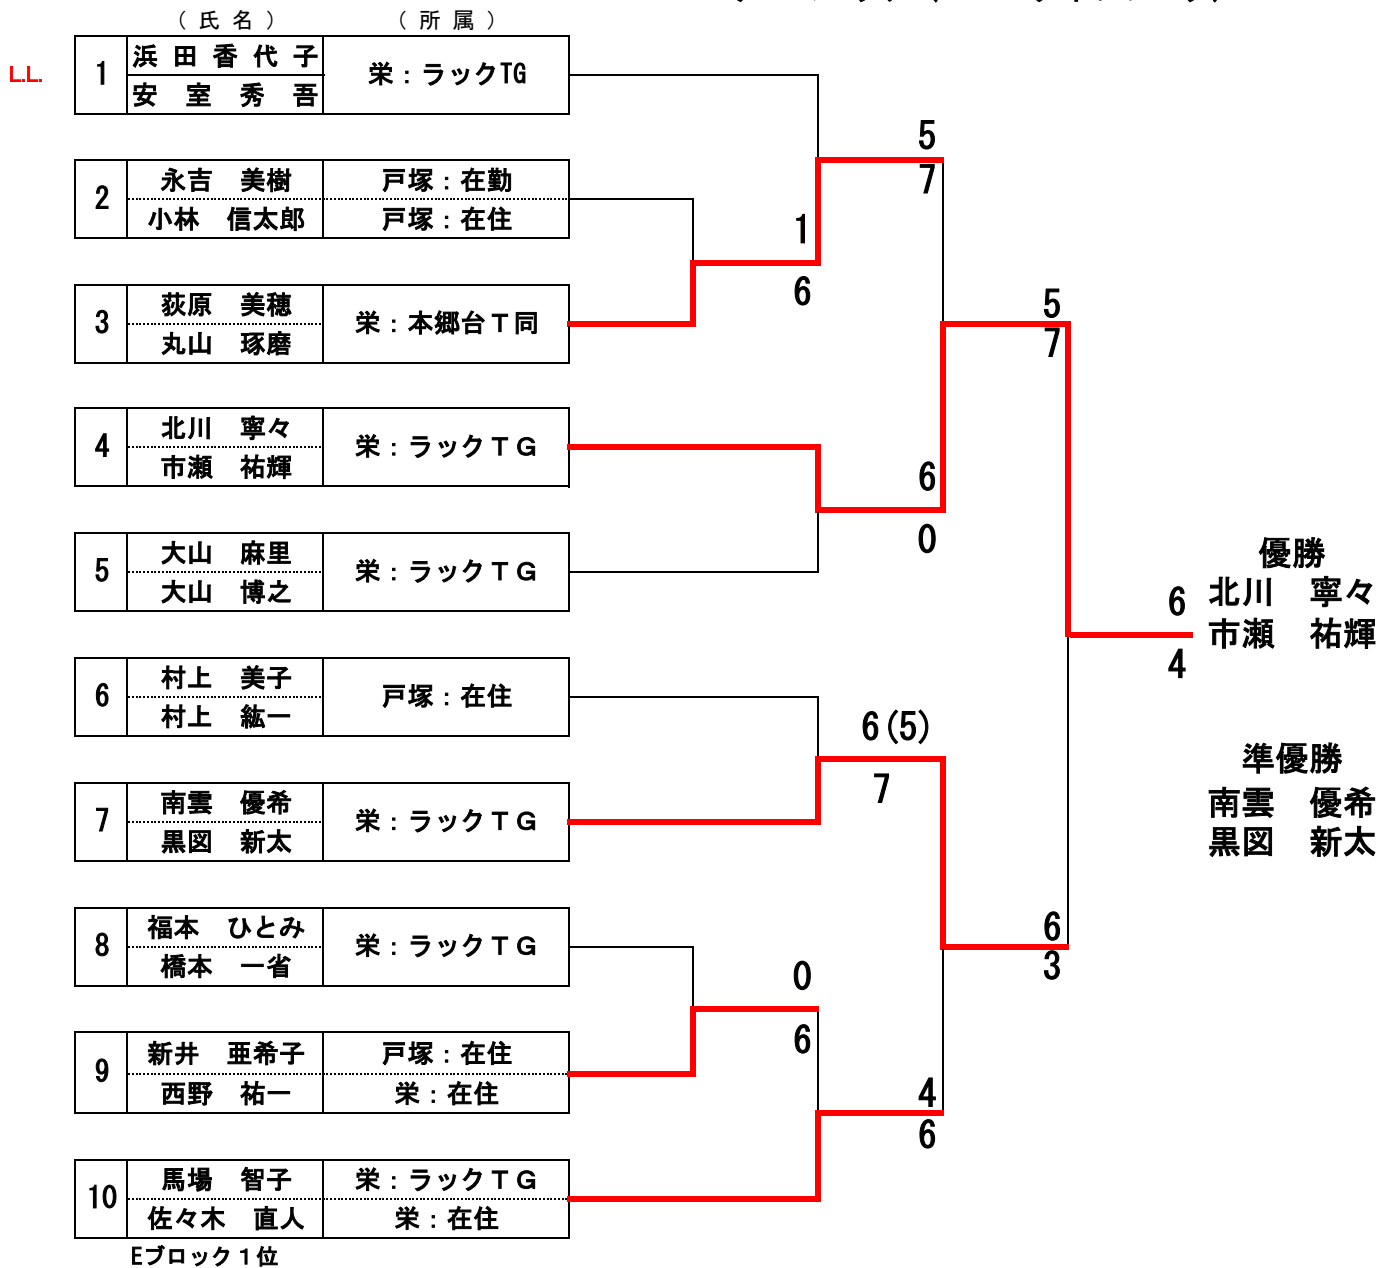 （氏名）　（所属）
L.L.
1　浜田香代子　栄：ラックTG
安室秀吾
5
7
2　永吉　美樹　戸塚：在勤
小林　信太郎　戸塚：在住
1
6
3　荻原　美穂　栄：本郷台Ｔ同
丸山　琢磨
5
7
4　北川　寧々　栄：ラックＴＧ
市瀬　祐輝
6
0
5　大山　麻里　栄：ラックＴＧ
大山　博之
優勝
6　北川　寧々
4　市瀬　祐輝
6　村上　美子　戸塚：在住
村上　紘一
6(5)
7
準優勝
南雲　優希
黒図　新太
7　南雲　優希　栄：ラックＴＧ
黒図　新太
8　福本　ひとみ　栄：ラックＴＧ
橋本　一省
6
3
0
6
9　新井　亜希子　戸塚：在住
西野　祐一　栄：在住
4
6
10　馬場　智子　栄：ラックＴＧ
佐々木　直人　栄：在住
Eブロック１位